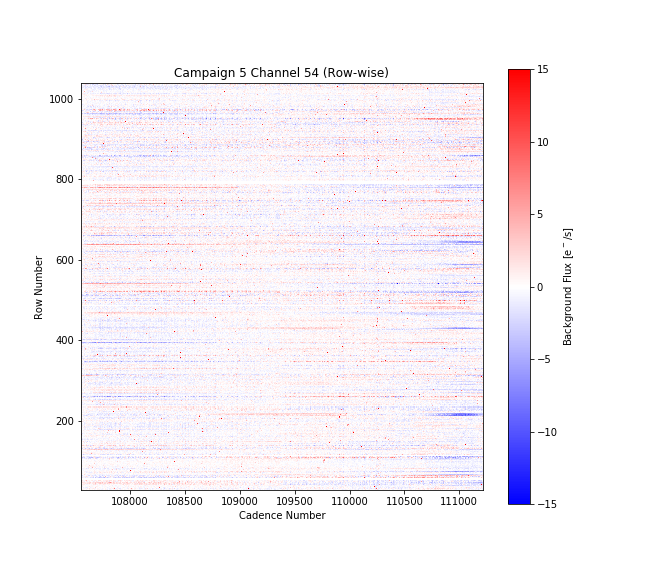 Campaign 5 Channel 54 (Row-wise)
1000
800
600
400
200
Row Number
108000 108500 109000 109500 110000 110500 111000
Cadence Number
15
10
5
0
−5
−10
−15
Background Flux [e⁻/s]